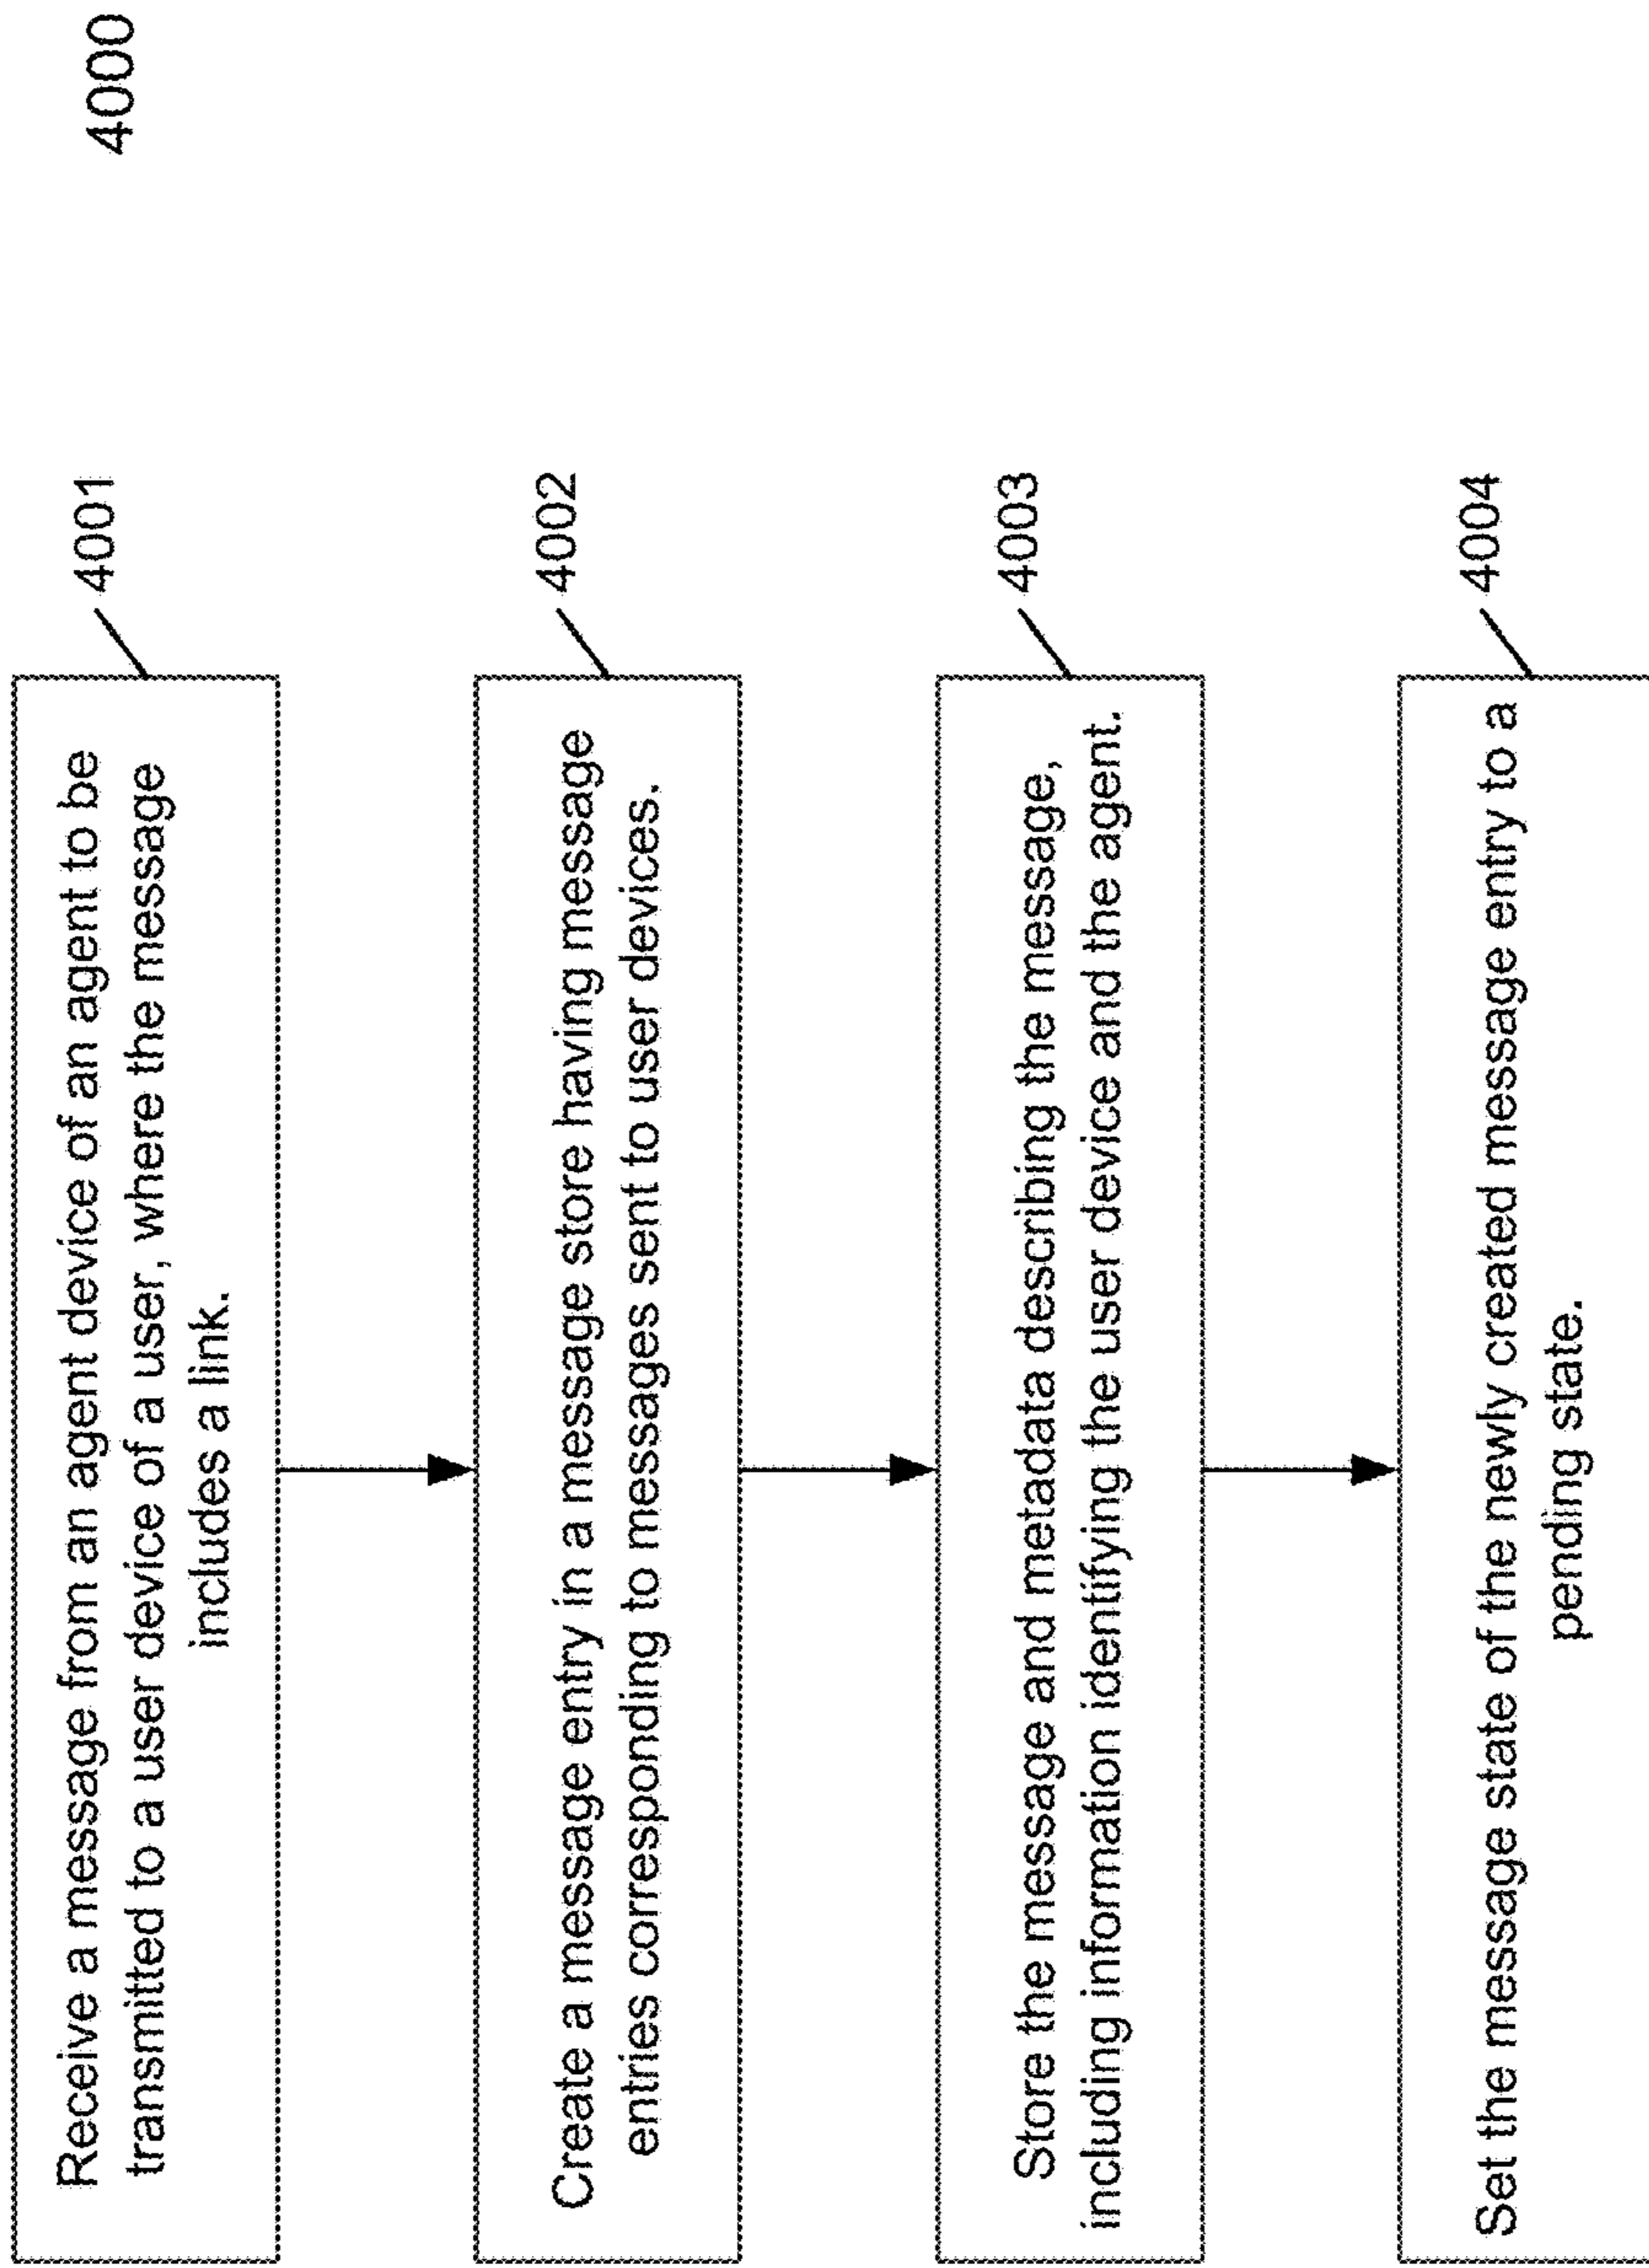 4000
Receive a message from an agent device of an agent to be
transmitted to a user device of a user, where the message
includes a link.
4001
Create a message entry in a message store having message
entries corresponding to messages sent to user devices.
4002
Store the message and metadata describing the message,
including information identifying the user device and the agent.
4003
Set the message state of the newly created message entry to a
pending state.
4004